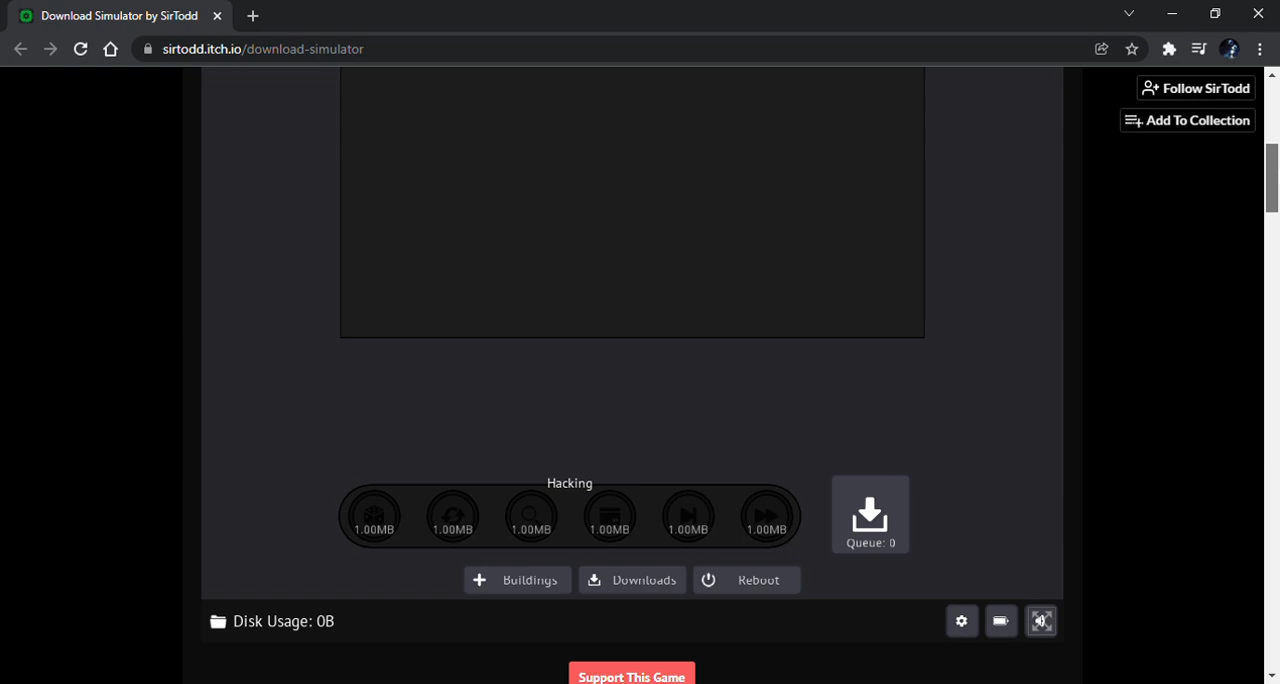 Download Simulator by SirTodd
sirtodd.itch.io/download-simulator
Follow SirTodd
Add To Collection
Hacking
1.00MB 1.00MB 1.00MB 1.00MB 1.00MB 1.00MB
Queue: 0
Buildings Downloads Reboot
Disk Usage: 0B
Support This Game